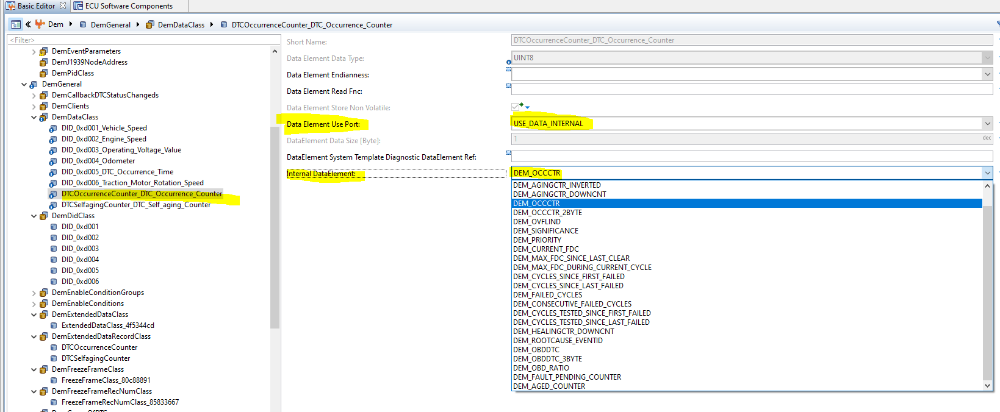 Basic Editor
ECU Software Components
Dem
DemGeneral
DemDataClass
DTCOccurrenceCounter_DTC_Occurrence_Counter
<Filter>
DemEventParameters
DemJ1939NodeAddress
DemPidClass
DemGeneral
DemCallbackDTCStatusChangeds
DemClients
DemDataClass
DID_0xd001_Vehicle_Speed
DID_0xd002_Engine_Speed
DID_0xd003_Operating_Voltage_Value
DID_0xd004_Odometer
DID_0xd005_DTC_Occurrence_Time
DID_0xd006_Traction_Motor_Rotation_Speed
DTCOccurrenceCounter_DTC_Occurrence_Counter
DTCSelfagingCounter_DTC_Self_aging_Counter
DemDidClass
DID_0xd001
DID_0xd002
DID_0xd003
DID_0xd004
DID_0xd005
DID_0xd006
DemEnableConditionGroups
DemEnableConditions
DemExtendedDataClass
ExtendedDataClass_4f5344cd
DemExtendedDataRecordClass
DTCOccurrenceCounter
DTCSelfagingCounter
DemFreezeFrameClass
FreezeFrameClass_80c88891
DemFreezeFrameRecNumClass
FreezeFrameRecNumClass_85833667
Short Name:
DTCOccurrenceCounter_DTC_Occurrence_Counter
Data Element Data Type:
UINT8
Data Element Endianness:
Data Element Read Fnc:
Data Element Store Non Volatile:
Data Element Use Port:
USE_DATA_INTERNAL
DataElement Data Size [Byte]:
1
dec
DataElement System Template Diagnostic DataElement Ref:
Internal DataElement:
DEM_OCCCTR
DEM_AGINGCTR_INVERTED
DEM_AGINGCTR_DOWNCNT
DEM_OCCCTR
DEM_OCCCTR_2BYTE
DEM_OVFLIND
DEM_SIGNIFICANCE
DEM_PRIORITY
DEM_CURRENT_FDC
DEM_MAX_FDC_SINCE_LAST_CLEAR
DEM_MAX_FDC_DURING_CURRENT_CYCLE
DEM_CYCLES_SINCE_FIRST_FAILED
DEM_CYCLES_SINCE_LAST_FAILED
DEM_FAILED_CYCLES
DEM_CONSECUTIVE_FAILED_CYCLES
DEM_CYCLES_TESTED_SINCE_FIRST_FAILED
DEM_CYCLES_TESTED_SINCE_LAST_FAILED
DEM_HEALINGCTR_DOWNCNT
DEM_ROOTCAUSE_EVENTID
DEM_OBDDTC
DEM_OBDDTC_3BYTE
DEM_OBD_RATIO
DEM_FAULT_PENDING_COUNTER
DEM_AGED_COUNTER